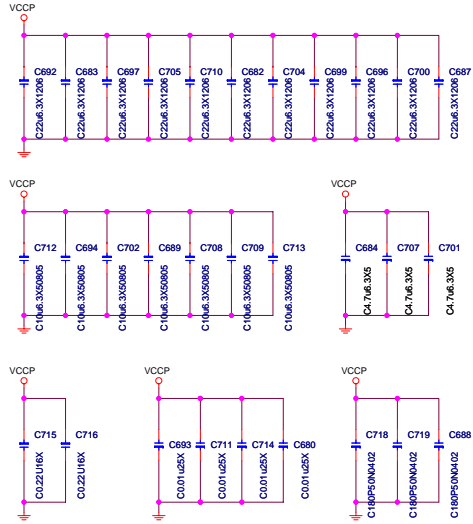 VCCP
C692 C683 C697 C705 C710 C682 C704 C699 C696 C700 C687
C22u6.3X1206 C22u6.3X1206 C22u6.3X1206 C22u6.3X1206 C22u6.3X1206 C22u6.3X1206 C22u6.3X1206 C22u6.3X1206 C22u6.3X1206 C22u6.3X1206 C22u6.3X1206
VCCP VCCP
C712 C694 C702 C689 C708 C709 C713 C684 C707 C701
C10u6.3X50805 C10u6.3X50805 C10u6.3X50805 C10u6.3X50805 C10u6.3X50805 C10u6.3X50805 C10u6.3X50805 C4.7u6.3X5 C4.7u6.3X5 C4.7u6.3X5
VCCP VCCP VCCP
C715 C716 C693 C711 C714 C680 C718 C719 C688
C0.22U16X C0.22U16X C0.01u25X C0.01u25X C0.01u25X C0.01u25X C180P50N0402 C180P50N0402 C180P50N0402